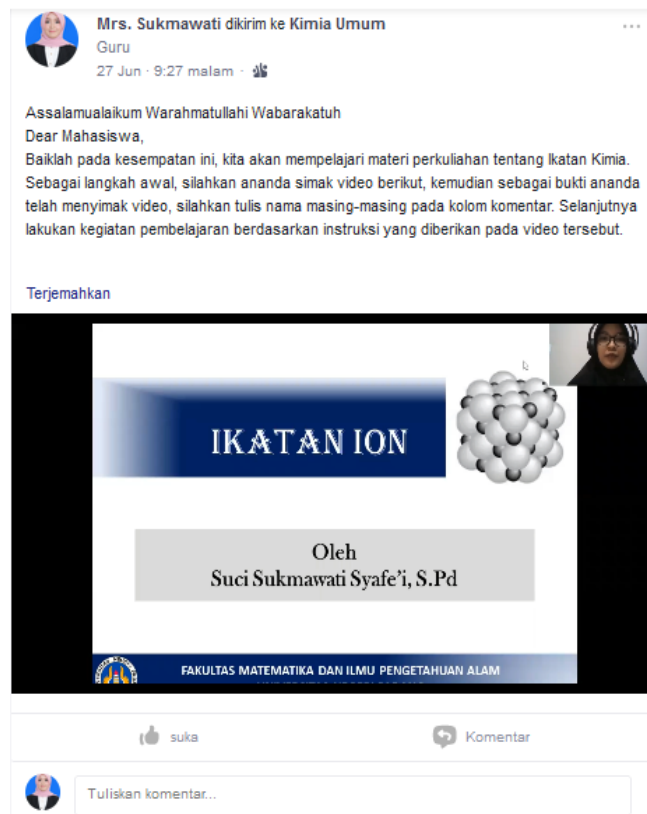 Mrs. Sukmawati dikirim ke Kimia Umum
Guru
27 Jun · 9:27 malam ·
Assalamualaikum Warahmatullahi Wabarakatuh
Dear Mahasiswa,
Baiklah pada kesempatan ini, kita akan mempelajari materi perkuliahan tentang Ikatan Kimia.
Sebagai langkah awal, silahkan ananda simak video berikut, kemudian sebagai bukti ananda
telah menyimak video, silahkan tulis nama masing-masing pada kolom komentar. Selanjutnya
lakukan kegiatan pembelajaran berdasarkan instruksi yang diberikan pada video tersebut.
Terjemahkan
IKATAN ION
Oleh
Suci Sukmawati Syafe'i, S.Pd
FAKULTAS MATEMATIKA DAN ILMU PENGETAHUAN ALAM
suka
Komentar
Tuliskan komentar...